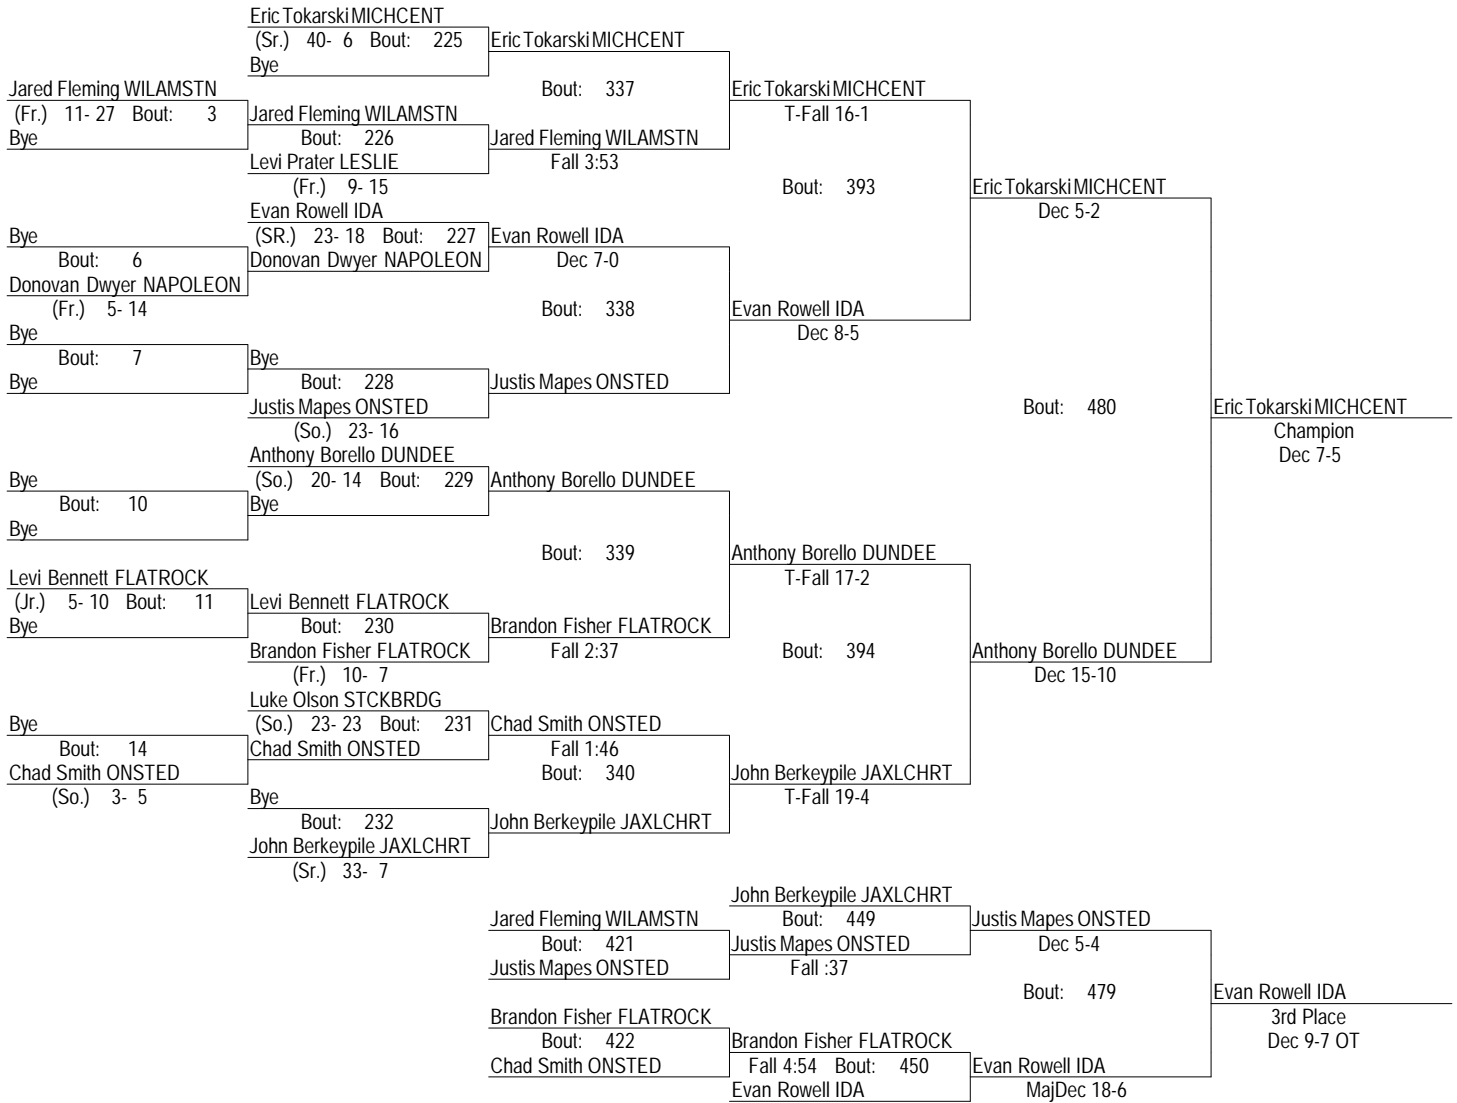 Eric Tokarski MICHCENT
(Sr.) 40- 6 Bout: 225 Eric Tokarski MICHCENT
Bye
Jared Fleming WILAMSTN Bout: 337 Eric Tokarski MICHCENT
(Fr.) 11- 27 Bout: 3 Jared Fleming WILAMSTN T-Fall 16-1
Bye Bout: 226 Jared Fleming WILAMSTN
Levi Prater LESLIE Fall 3:53
(Fr.) 9- 15 Bout: 393 Eric Tokarski MICHCENT
Evan Rowell IDA Dec 5-2
Bye (SR.) 23- 18 Bout: 227 Evan Rowell IDA
Bout: 6 Donovan Dwyer NAPOLEON Dec 7-0
Donovan Dwyer NAPOLEON
(Fr.) 5- 14 Bout: 338 Evan Rowell IDA
Bye Dec 8-5
Bout: 7 Bye
Bye Bout: 228 Justis Mapes ONSTED
Justis Mapes ONSTED Bout: 480 Eric Tokarski MICHCENT
(So.) 23- 16 Champion
Anthony Borello DUNDEE Dec 7-5
Bye (So.) 20- 14 Bout: 229 Anthony Borello DUNDEE
Bout: 10 Bye
Bye
Bout: 339 Anthony Borello DUNDEE
Levi Bennett FLATROCK T-Fall 17-2
(Jr.) 5- 10 Bout: 11 Levi Bennett FLATROCK
Bye Bout: 230 Brandon Fisher FLATROCK
Brandon Fisher FLATROCK Fall 2:37 Bout: 394 Anthony Borello DUNDEE
(Fr.) 10- 7 Dec 15-10
Luke Olson STCKBRDG
Bye (So.) 23- 23 Bout: 231 Chad Smith ONSTED
Bout: 14 Chad Smith ONSTED Fall 1:46
Chad Smith ONSTED Bout: 340 John Berkeypile JAXLCHRT
(So.) 3- 5 Bye T-Fall 19-4
Bout: 232 John Berkeypile JAXLCHRT
John Berkeypile JAXLCHRT
(Sr.) 33- 7
John Berkeypile JAXLCHRT
Jared Fleming WILAMSTN Bout: 449 Justis Mapes ONSTED
Bout: 421 Justis Mapes ONSTED Dec 5-4
Justis Mapes ONSTED Fall :37
Bout: 479 Evan Rowell IDA
Brandon Fisher FLATROCK 3rd Place
Bout: 422 Brandon Fisher FLATROCK Dec 9-7 OT
Chad Smith ONSTED Fall 4:54 Bout: 450 Evan Rowell IDA
Evan Rowell IDA MajDec 18-6